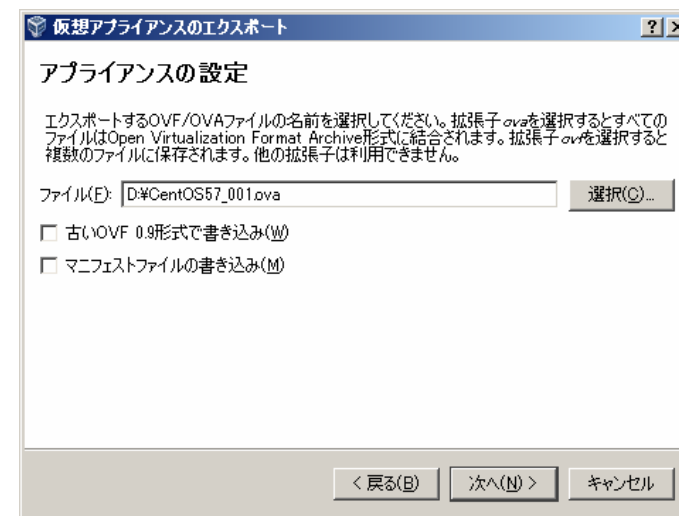 仮想アプライアンスのエクスポート
アプライアンスの設定
エクスポートするOVF/OVAファイルの名前を選択してください。拡張子ovaを選択するとすべての
ファイルはOpen Virtualization Format Archive形式に結合されます。拡張子ovfを選択すると
複数のファイルに保存されます。他の拡張子は利用できません。
ファイル(F): D:¥CentOS57_001.ova 選択(C)...
古いOVF 0.9形式で書き込み(W)
マニフェストファイルの書き込み(M)
< 戻る(B) 次へ(N) > キャンセル